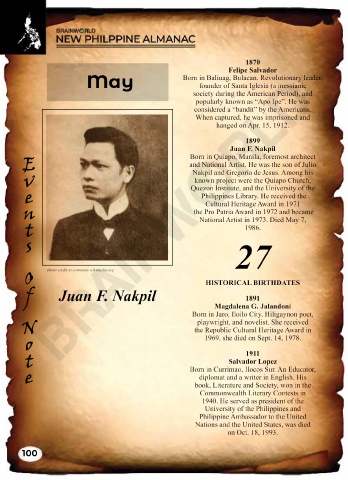 BRAINWORLD
NEW PHILPPINE ALMANAC
May
Events Of Note
photo credit to commons.wikimedia.org
Juan F. Nakpil
1870
Felipe Salvador
Born in Baliuag, Bulacan. Revolutionary leader,
founder of Santa Iglesia (a messianic
society during the American Period), and
popularly known as “Apo Ipe”. He was
considered a “bandit” by the Americans.
When captured, he was imprisoned and
hanged on Apr. 15, 1912.
1899
Juan F. Nakpil
Born in Quiapo, Manila, foremost architect
and National Artist. He was the son of Julio
Nakpil and Gregoria de Jesus. Among his
known project were the Quiapo Church,
Quezon Institute, and the University of the
Philippines Library. He received the
Cultural Heritage Award in 1971
the Pro Patria Award in 1972 and became
National Artist in 1973. Died May 7,
1986.
27
HISTORICAL BIRTHDATES
1891
Magdalena G. Jalandoni
Born in Jaro, Iloilo City. Hiligaynon poet,
playwright, and novelist. She received
the Republic Cultural Heritage Award in
1969. she died on Sept. 14, 1978.
1911
Salvador Lopez
Born in Currimao, Ilocos Sur. An Educator,
diplomat and a writer in English. His
book, Literature and Society, won in the
Commonwealth Literary Contests in
1940. He served as president of the
University of the Philippines and
Philippine Ambassador to the United
Nations and the United States, was died
on Oct. 18, 1993.
100